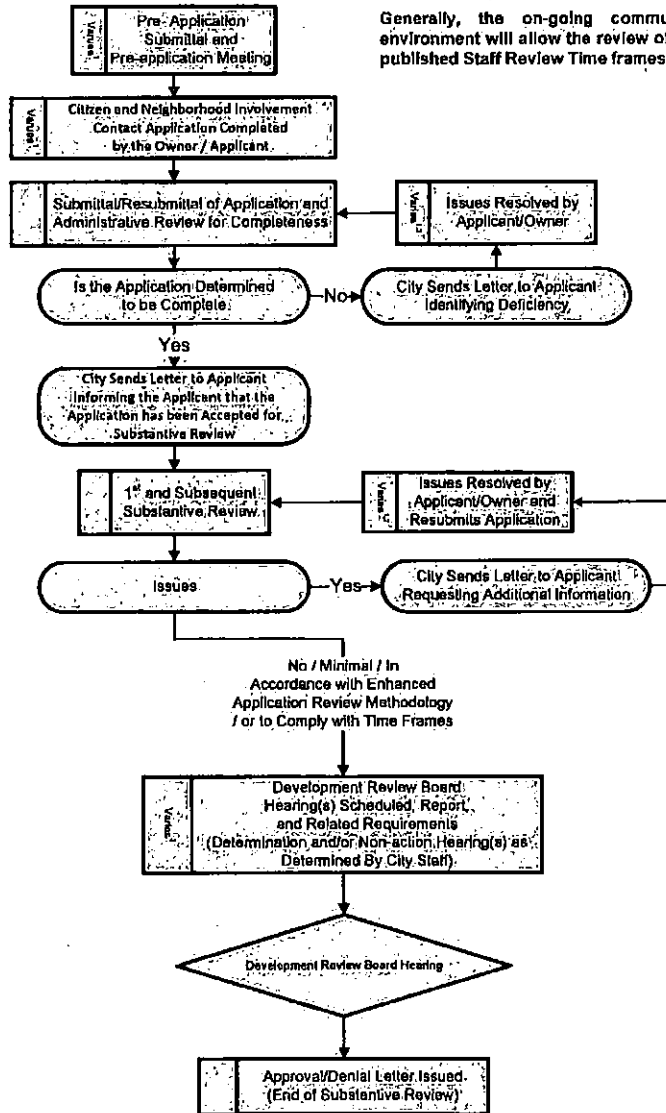 Generally, the on-going commu
environment will allow the review of
published Staff Review Time frames
Varies
Pre-Application
Submittal and
Pre-application Meeting
Varies
Citizen and Neighborhood Involvement
Contact Application Completed
by the Owner / Applicant
Submittal/Resubmittal of Application and
Administrative Review for Completeness
Varies
Issues Resolved by
Applicant/Owner
Is the Application Determined
to be Complete
No
City Sends Letter to Applicant
Identifying Deficiency
Yes
City Sends Letter to Applicant
Informing the Applicant that the
Application has been Accepted for
Substantive Review
1st and Subsequent
Substantive Review
Varies
Issues Resolved by
Applicant/Owner and
Resubmits Application
Issues
Yes
City Sends Letter to Applicant
Requesting Additional Information
No / Minimal / In
Accordance with Enhanced
Application Review Methodology
/ or to Comply with Time Frames
Varies
Development Review Board
Hearing(s) Scheduled, Report,
and Related Requirements
(Determination and/or Non-action Hearing(s) as
Determined By City Staff)
Development Review Board Hearing
Approval/Denial Letter Issued
(End of Substantive Review)